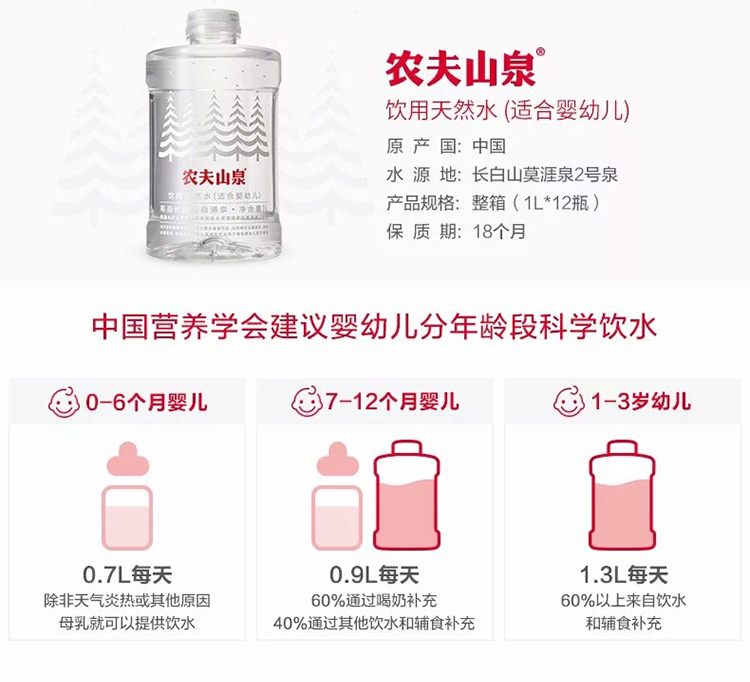 农夫山泉®
饮用天然水 (适合婴幼儿)
原产国: 中国
水源地: 长白山莫涯泉2号泉
产品规格: 整箱 (1L*12瓶)
保质期: 18个月
农夫山泉
饮用天然水(适合婴幼儿)
中国营养学会建议婴幼儿分年龄段科学饮水
0-6个月婴儿
7-12个月婴儿
1-3岁幼儿
0.7L每天
除非天气炎热或其他原因
母乳就可以提供饮水
0.9L每天
60%通过喝奶补充
40%通过其他饮水和辅食补充
1.3L每天
60%以上来自饮水
和辅食补充